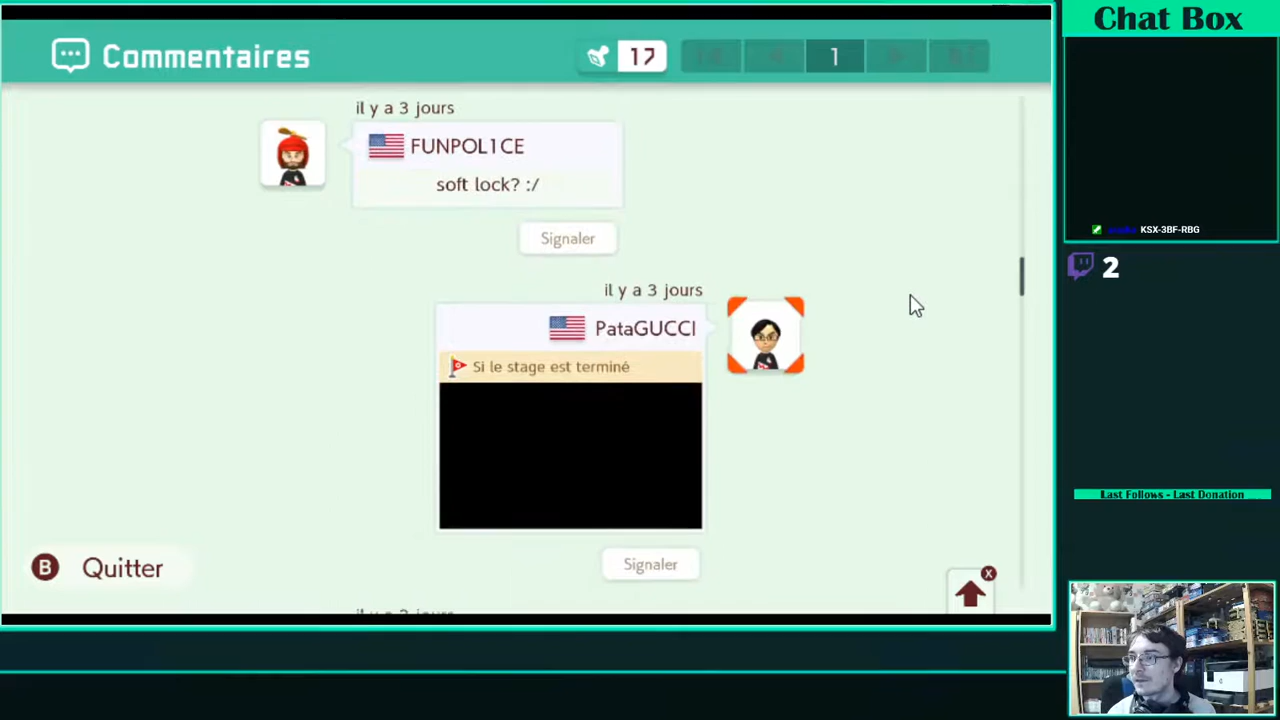 Chat Box
Commentaires
17
1
il y a 3 jours
FUNPOL1CE
soft lock? :/
Signaler
KSX-3BF-RBG
2
il y a 3 jours
PataGUCCI
Si le stage est terminé
Last Follows - Last Donation
Signaler
B Quitter
X